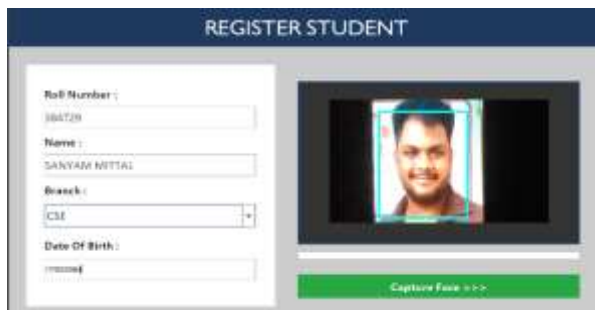 REGISTER STUDENT
Roll Number :
Name :
SANYAM MITTAL
Branch :
CSE
Date Of Birth :
Capture Face >>>